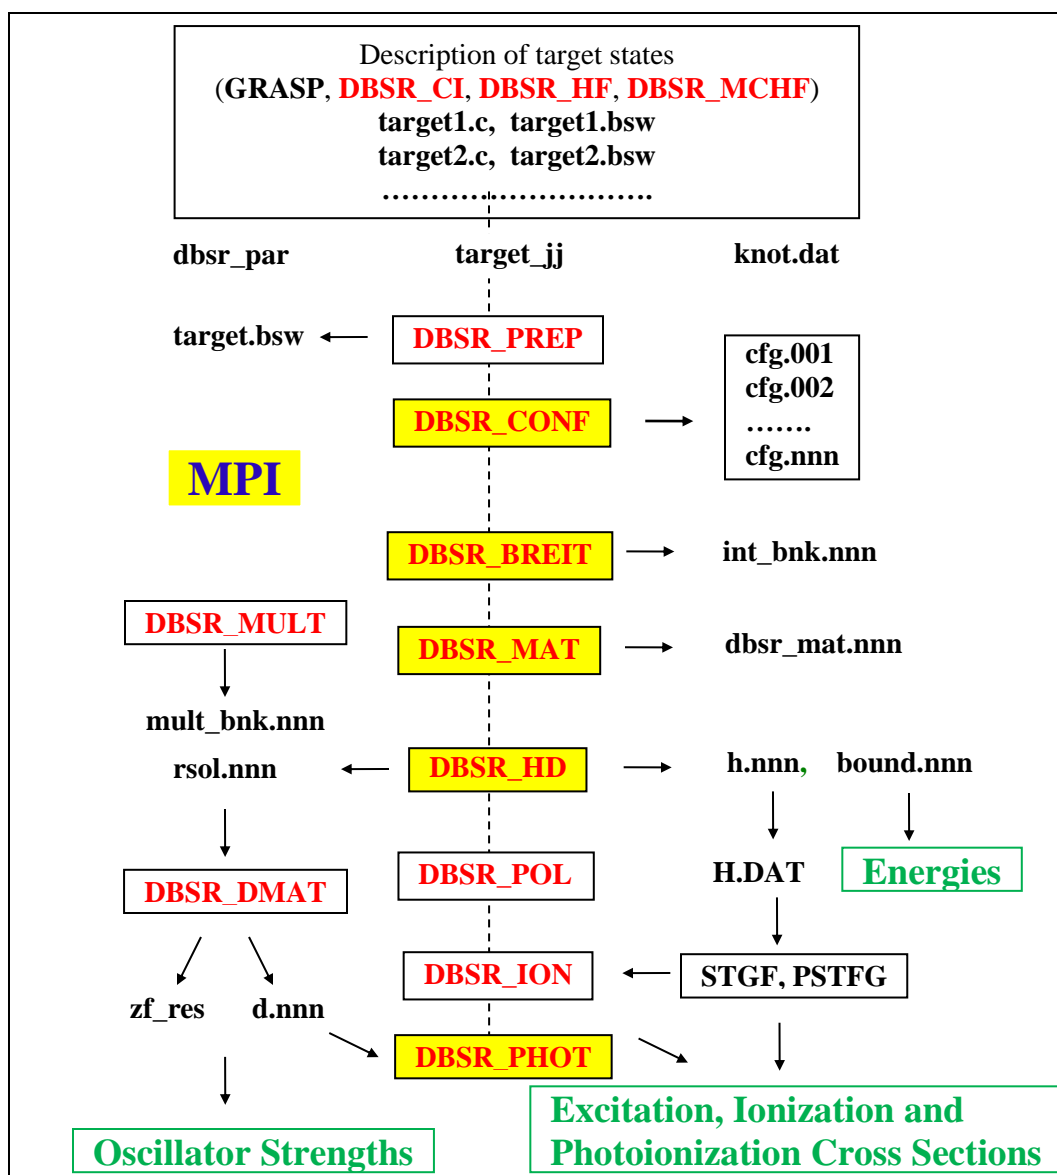 Description of target states
(GRASP, DBSR_CI, DBSR_HF, DBSR_MCHF)
target1.c, target1.bsw
target2.c, target2.bsw
………………………
dbsr_par target_jj knot.dat
target.bsw DBSR_PREP
cfg.001
cfg.002
…….
cfg.nnn
DBSR_CONF
MPI
DBSR_BREIT int_bnk.nnn
DBSR_MULT
DBSR_MAT dbsr_mat.nnn
mult_bnk.nnn
rsol.nnn DBSR_HD h.nnn, bound.nnn
DBSR_DMAT DBSR_POL H.DAT Energies
DBSR_ION STGF, PSTFG
zf_res d.nnn
DBSR_PHOT
Oscillator Strengths
Excitation, Ionization and
Photoionization Cross Sections